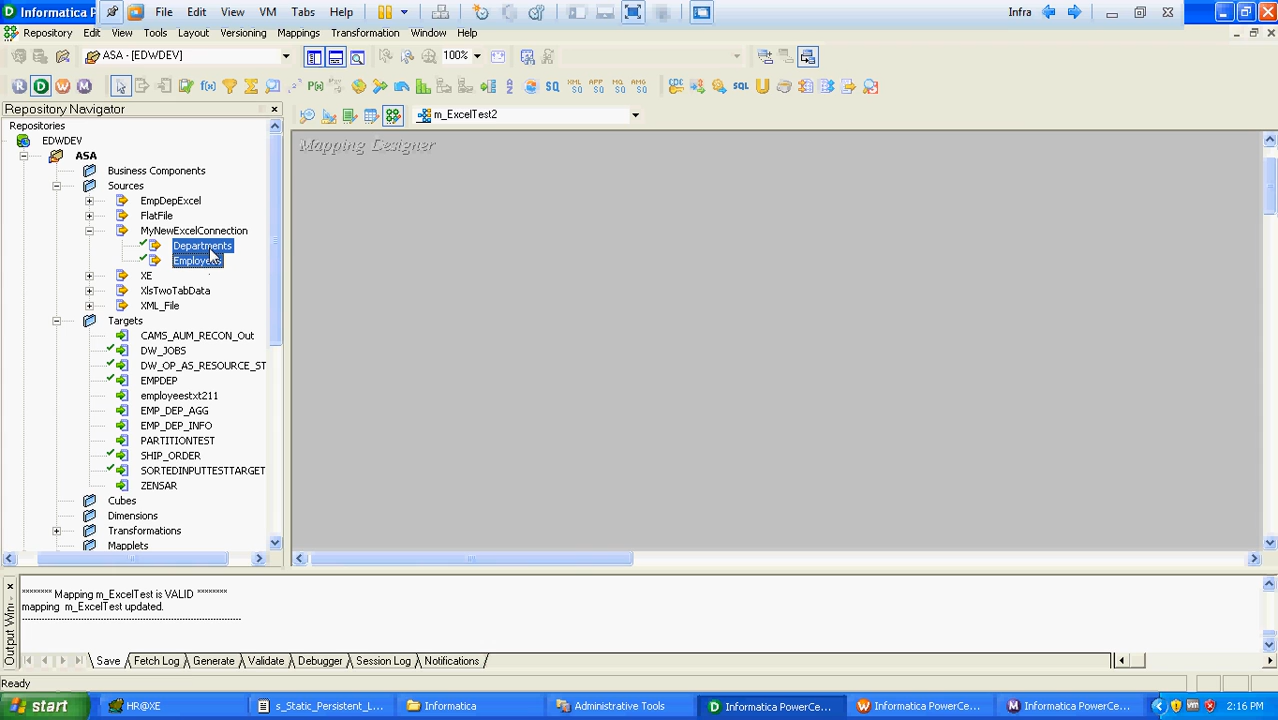 Informatica P
File Edit View VM Tabs Help
Infra
Repository Edit View Tools Layout Versioning Mappings Transformation Window Help
ASA - [EDWDEV]
100%
m_ExcelTest2
Repository Navigator
Mapping Designer
Repositories
EDWDEV
ASA
Business Components
Sources
EmpDepExcel
FlatFile
MyNewExcelConnection
Departments
Employees
XE
XlsTwoTabData
XML_File
Targets
CAMS_AUM_RECON_Out
DW_JOBS
DW_OP_AS_RESOURCE_ST
EMPDEP
employeestxt211
EMP_DEP_AGG
EMP_DEP_INFO
PARTITIONTEST
SHIP_ORDER
SORTEDINPUTTESTTARGET
ZENSAR
Cubes
Dimensions
Transformations
Mapplets
******** Mapping m_ExcelTest is VALID ********
mapping m_ExcelTest updated.
Output Win
Save Fetch Log Generate Validate Debugger Session Log Notifications
Ready
start HR@XE s_Static_Persistent_L... Informatica Administrative Tools Informatica PowerCe... Informatica PowerCe... Informatica PowerCe... 2:16 PM